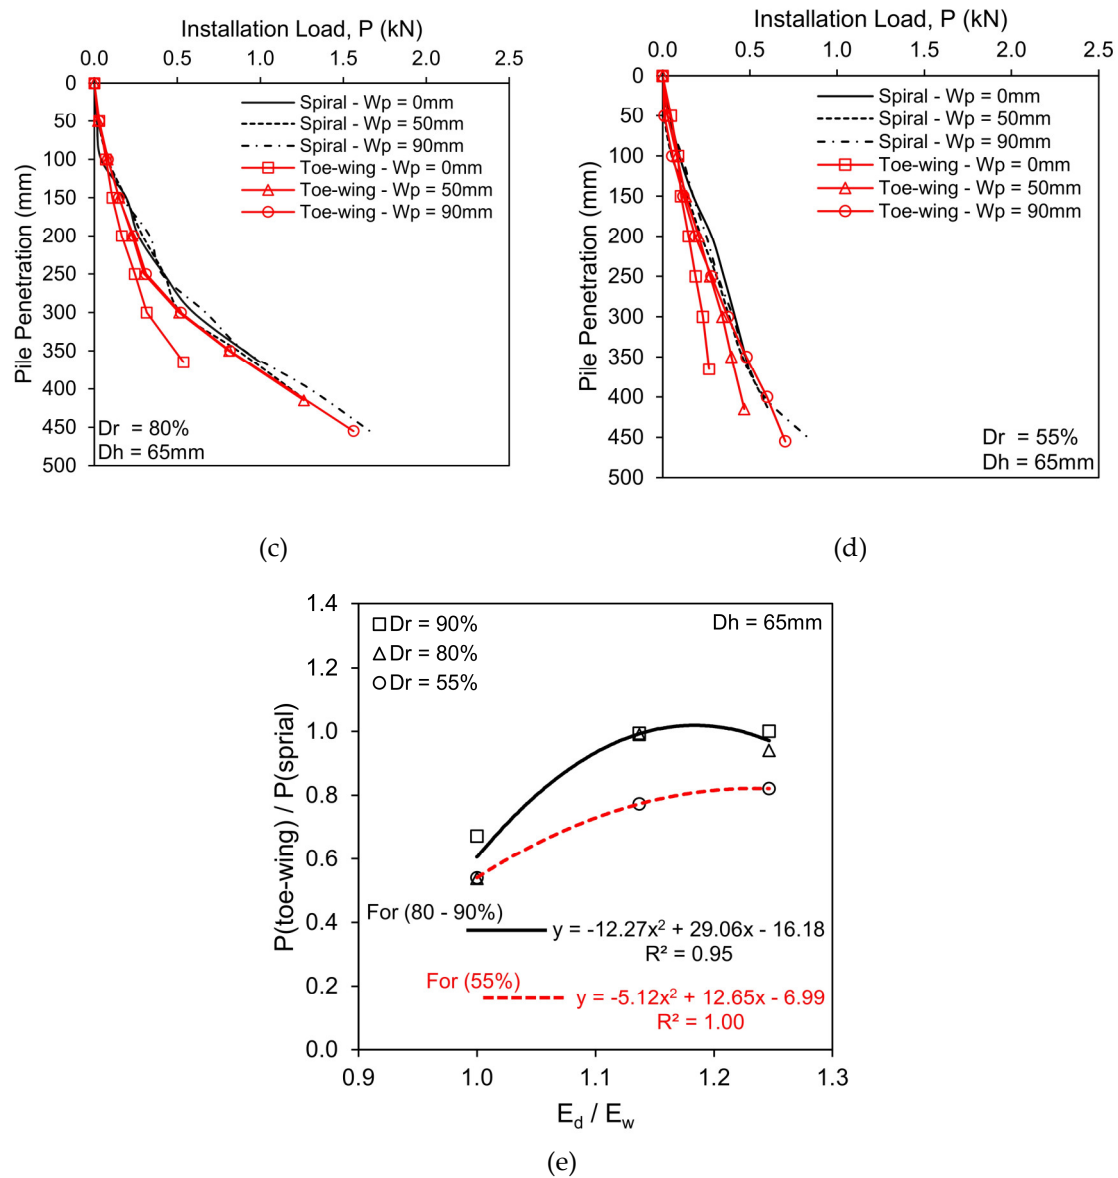 Installation Load, P (kN)
0.0 0.5 1.0 1.5 2.0 2.5
0
50
100
150
200
250
300
350
400
450
500
Pile Penetration (mm)
Spiral - Wp = 0mm
Spiral - Wp = 50mm
Spiral - Wp = 90mm
Toe-wing - Wp = 0mm
Toe-wing - Wp = 50mm
Toe-wing - Wp = 90mm
Dr = 80%
Dh = 65mm
(c)
Installation Load, P (kN)
0.0 0.5 1.0 1.5 2.0 2.5
0
50
100
150
200
250
300
350
400
450
500
Pile Penetration (mm)
Spiral - Wp = 0mm
Spiral - Wp = 50mm
Spiral - Wp = 90mm
Toe-wing - Wp = 0mm
Toe-wing - Wp = 50mm
Toe-wing - Wp = 90mm
Dr = 55%
Dh = 65mm
(d)
1.4
1.2
1.0
0.8
0.6
0.4
0.2
0.0
P(toe-wing) / P(sprial)
Dr = 90%
Dr = 80%
Dr = 55%
Dh = 65mm
For (80 - 90%)
y = -12.27x² + 29.06x - 16.18
R² = 0.95
For (55%)
y = -5.12x² + 12.65x - 6.99
R² = 1.00
0.9 1.0 1.1 1.2 1.3
E_d / E_w
(e)